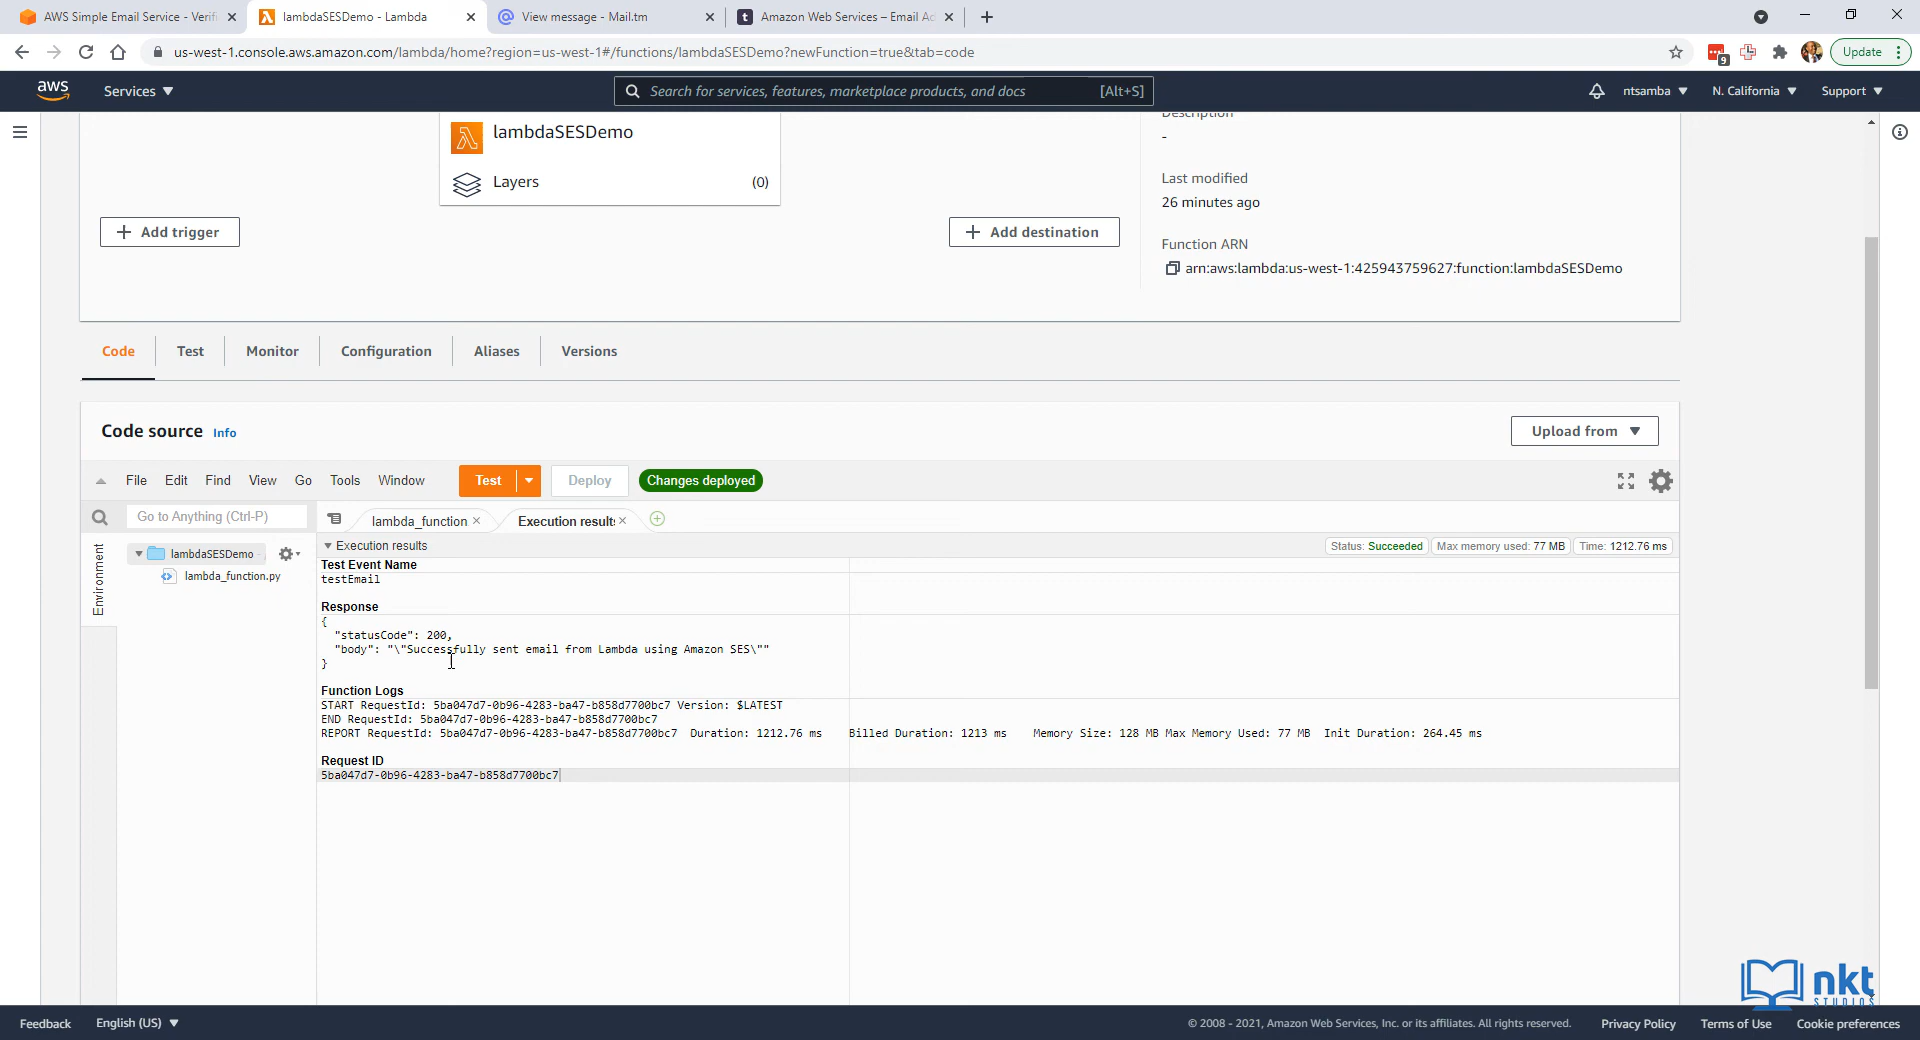 AWS Simple Email Service - Verifi
lambdaSESDemo - Lambda
View message - Mail.tm
Amazon Web Services – Email Ad
us-west-1.console.aws.amazon.com/lambda/home?region=us-west-1#/functions/lambdaSESDemo?newFunction=true&tab=code
9
Update
aws
Services
Search for services, features, marketplace products, and docs
[Alt+S]
ntsamba
N. California
Support
lambdaSESDemo
Layers
(0)
Add trigger
Add destination
Description
-
Last modified
26 minutes ago
Function ARN
arn:aws:lambda:us-west-1:425943759627:function:lambdaSESDemo
Code
Test
Monitor
Configuration
Aliases
Versions
Code source Info
Upload from
File Edit Find View Go Tools Window
Test
Deploy
Changes deployed
Go to Anything (Ctrl-P)
lambda_function
Execution results
Environment
lambdaSESDemo -
lambda_function.py
Execution results
Status: Succeeded
Max memory used: 77 MB
Time: 1212.76 ms
Test Event Name
testEmail
Response
{
"statusCode": 200,
"body": "\"Successfully sent email from Lambda using Amazon SES\""
}
Function Logs
START RequestId: 5ba047d7-0b96-4283-ba47-b858d7700bc7 Version: $LATEST
END RequestId: 5ba047d7-0b96-4283-ba47-b858d7700bc7
REPORT RequestId: 5ba047d7-0b96-4283-ba47-b858d7700bc7 Duration: 1212.76 ms Billed Duration: 1213 ms Memory Size: 128 MB Max Memory Used: 77 MB Init Duration: 264.45 ms
Request ID
5ba047d7-0b96-4283-ba47-b858d7700bc7
nkt
STUDIOS
Feedback
English (US)
© 2008 - 2021, Amazon Web Services, Inc. or its affiliates. All rights reserved.
Privacy Policy
Terms of Use
Cookie preferences